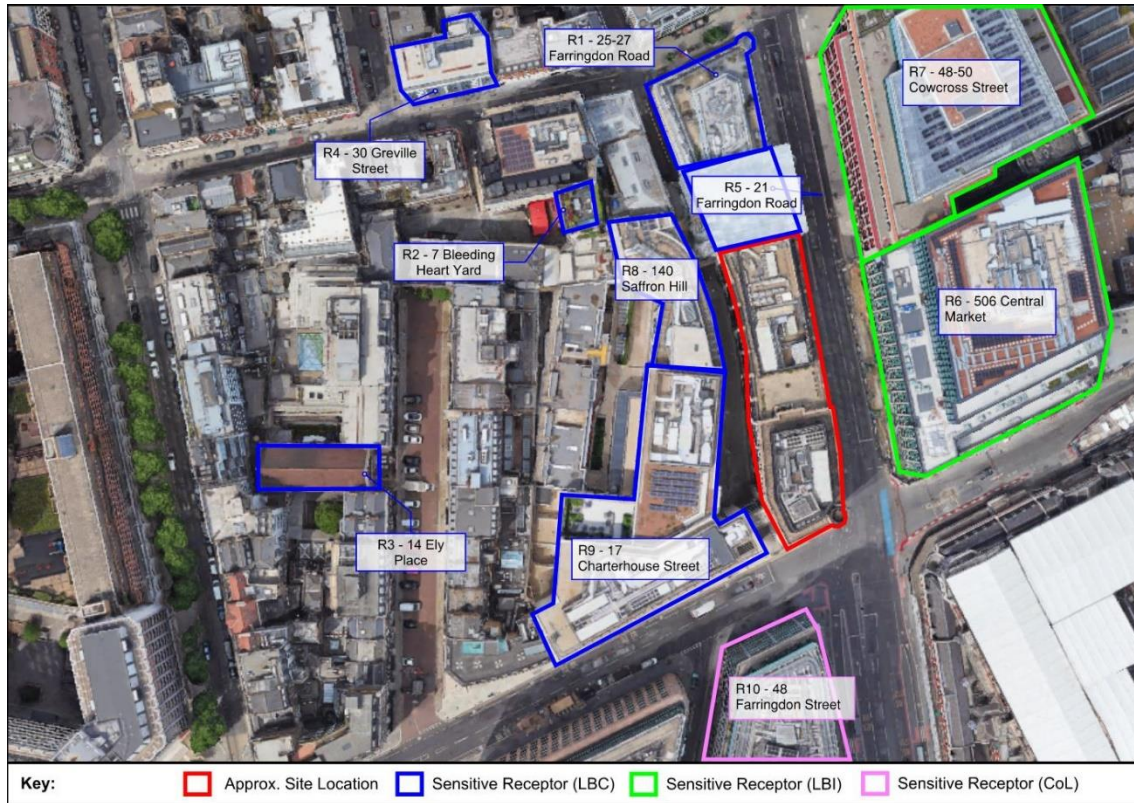 R1 - 25-27
Farringdon Road
R7 - 48-50
Cowcross Street
R4 - 30 Greville
Street
R5 - 21
Farringdon Road
R2 - 7 Bleeding
Heart Yard
R8 - 140
Saffron Hill
R6 - 506 Central
Market
R3 - 14 Ely
Place
R9 - 17
Charterhouse Street
R10 - 48
Farringdon Street
Key:
Approx. Site Location
Sensitive Receptor (LBC)
Sensitive Receptor (LBI)
Sensitive Receptor (CoL)